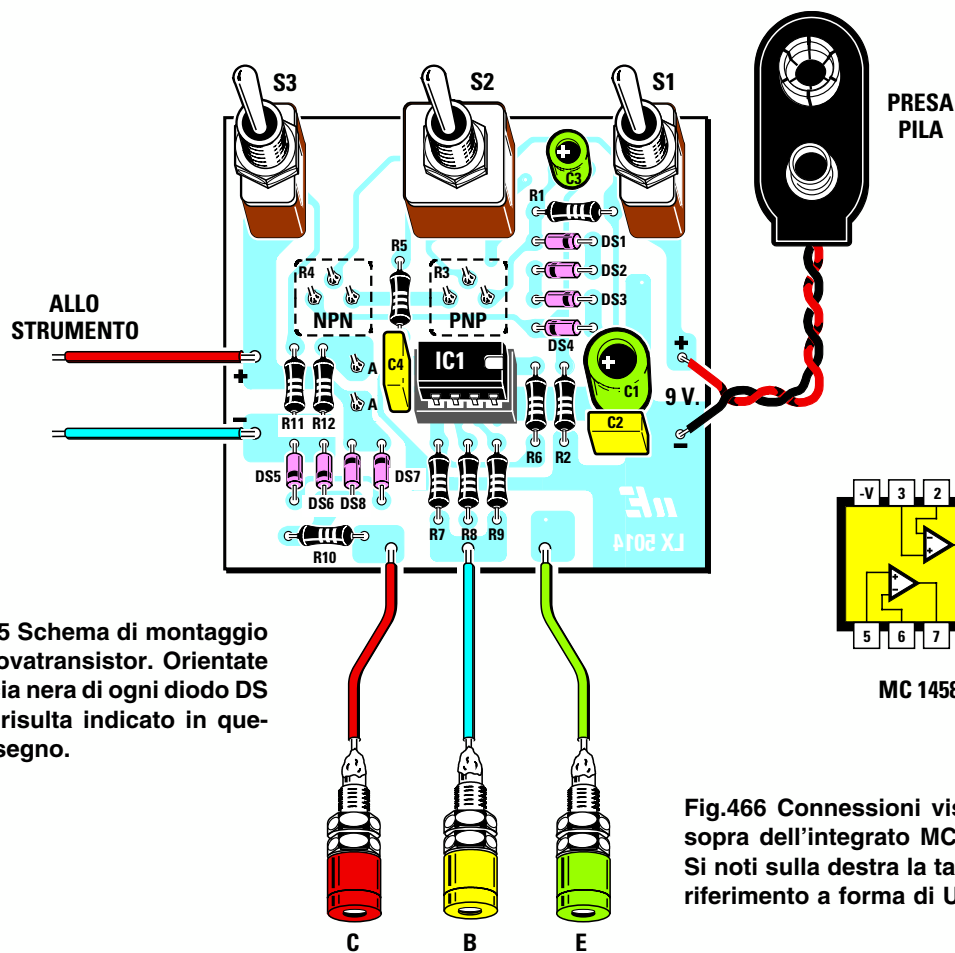 S3
S2
S1
PRESA
PILA
C3
R1
DS1
DS2
DS3
DS4
R5
R4
NPN
R3
PNP
ALLO
STRUMENTO
+
-
A
A
C4
IC1
C1
C2
+
9 V.
-
R11
R12
R6
R2
DS5
DS6
DS8
DS7
R7
R8
R9
R10
LX 5014
-V
3
2
5
6
7
MC 1458
5 Schema di montaggio
ovatransistor. Orientate
ia nera di ogni diodo DS
risulta indicato in que-
segno.
C
B
E
Fig.466 Connessioni vis
sopra dell'integrato MC
Si noti sulla destra la ta
riferimento a forma di U